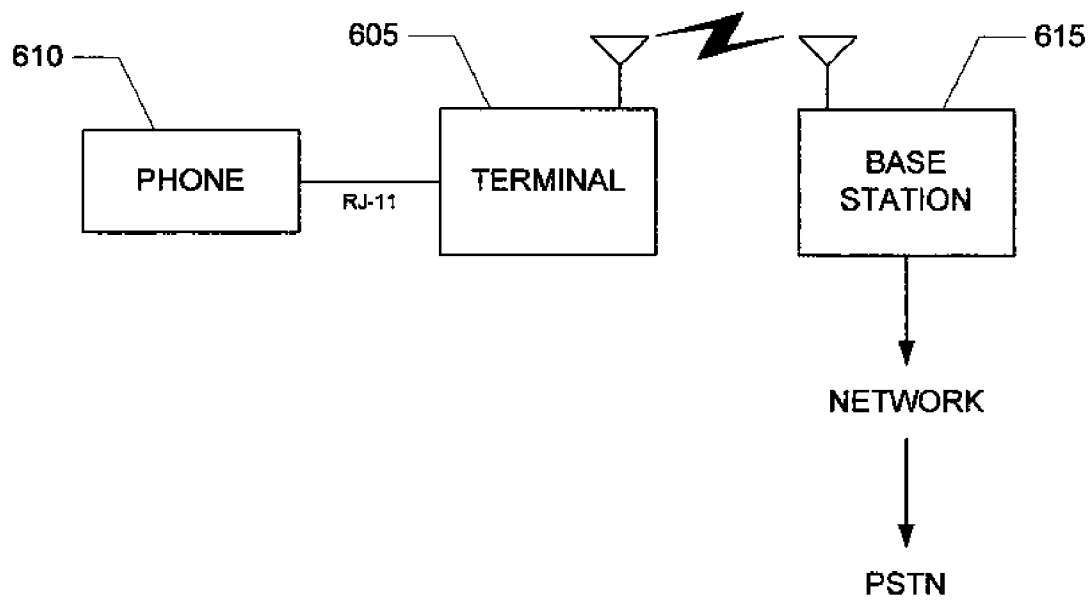 605
615
610
PHONE
RJ-11
TERMINAL
BASE
STATION
NETWORK
PSTN